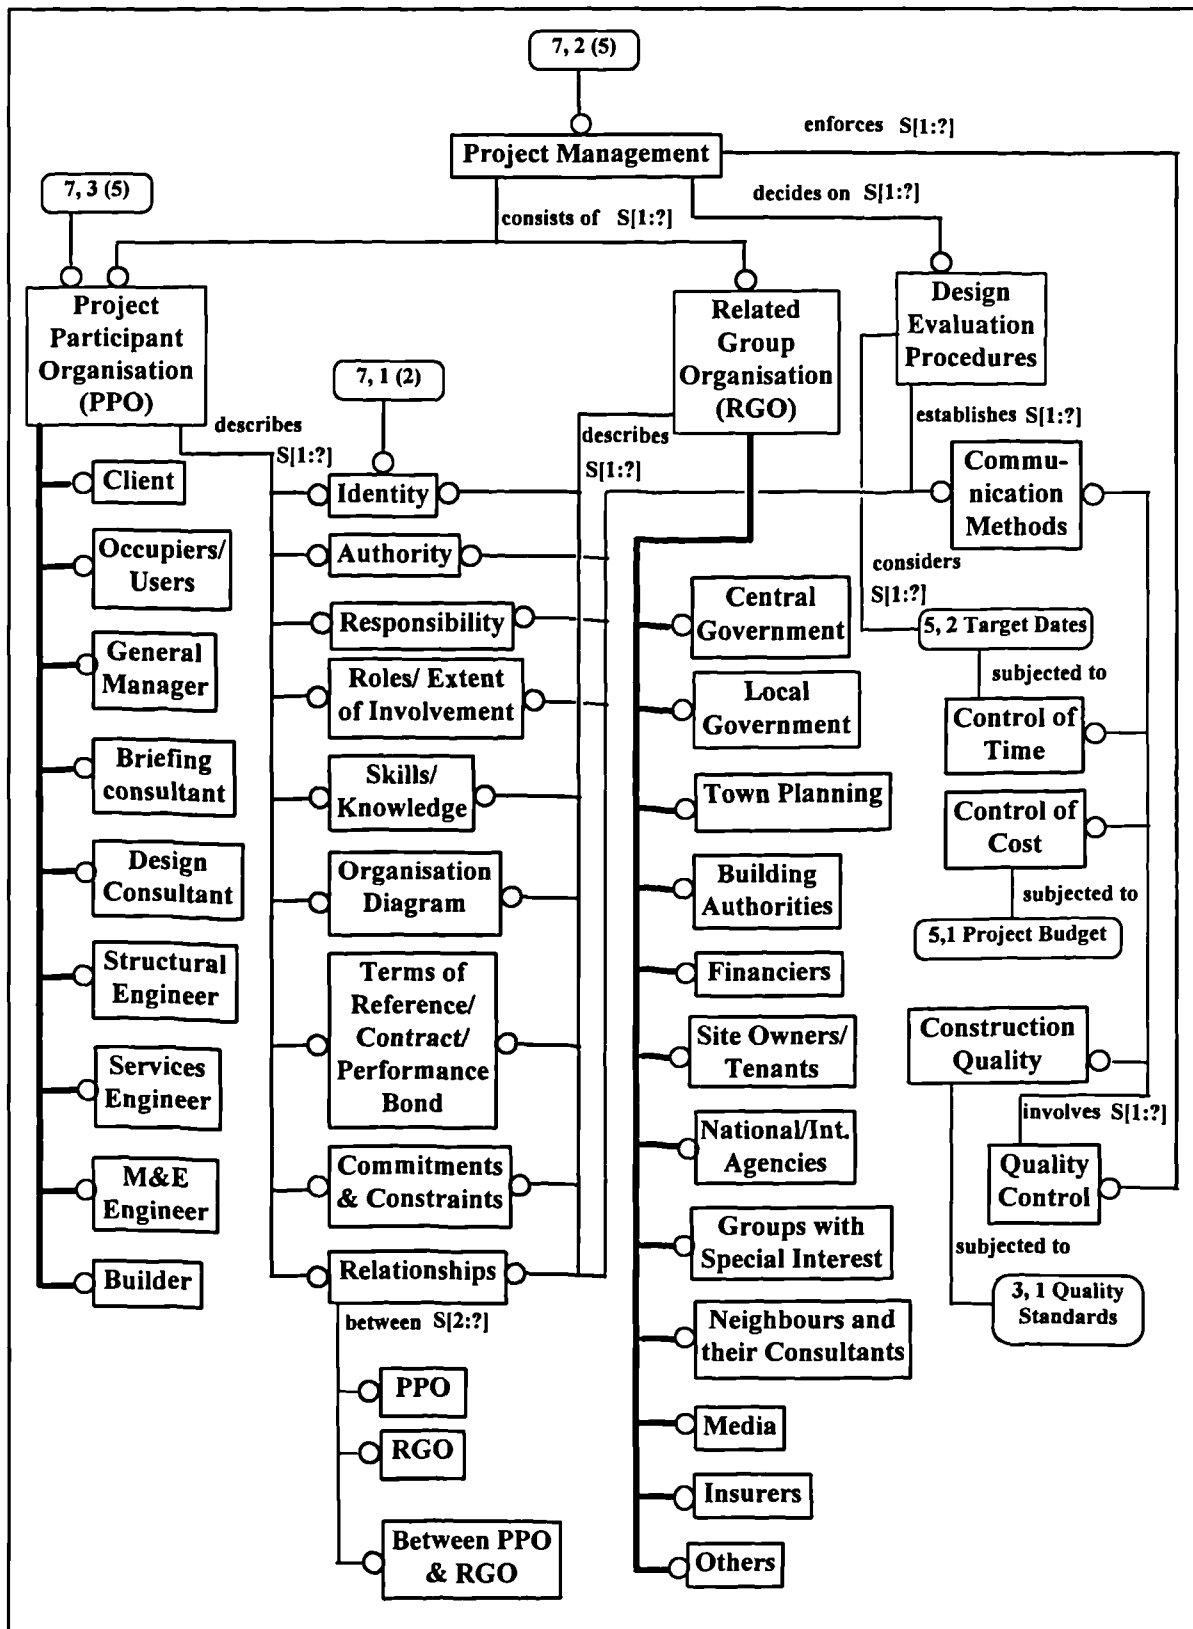 7, 2 (5)
enforces S[1:?]
Project Management
7, 3 (5)
decides on S[1:?]
consists of S[1:?]
Project
Participant
Organisation
(PPO)
Related
Group
Organisation
(RGO)
Design
Evaluation
Procedures
7, 1 (2)
describes
S[1:?]
describes
S[1:?]
establishes S[1:?]
Client
Occupiers/
Users
General
Manager
Briefing
consultant
Design
Consultant
Structural
Engineer
Services
Engineer
M&E
Engineer
Builder
Identity
Authority
Responsibility
Roles/ Extent
of Involvement
Skills/
Knowledge
Organisation
Diagram
Terms of
Reference/
Contract/
Performance
Bond
Commitments
& Constraints
Relationships
between S[2:?]
PPO
RGO
Between PPO
& RGO
Central
Government
Local
Government
Town Planning
Building
Authorities
Financiers
Site Owners/
Tenants
National/Int.
Agencies
Groups with
Special Interest
Neighbours and
their Consultants
Media
Insurers
Others
Commu-
nication
Methods
considers
S[1:?]
5, 2 Target Dates
subjected to
Control of
Time
Control of
Cost
subjected to
5,1 Project Budget
Construction
Quality
involves S[1:?]
Quality
Control
subjected to
3, 1 Quality
Standards